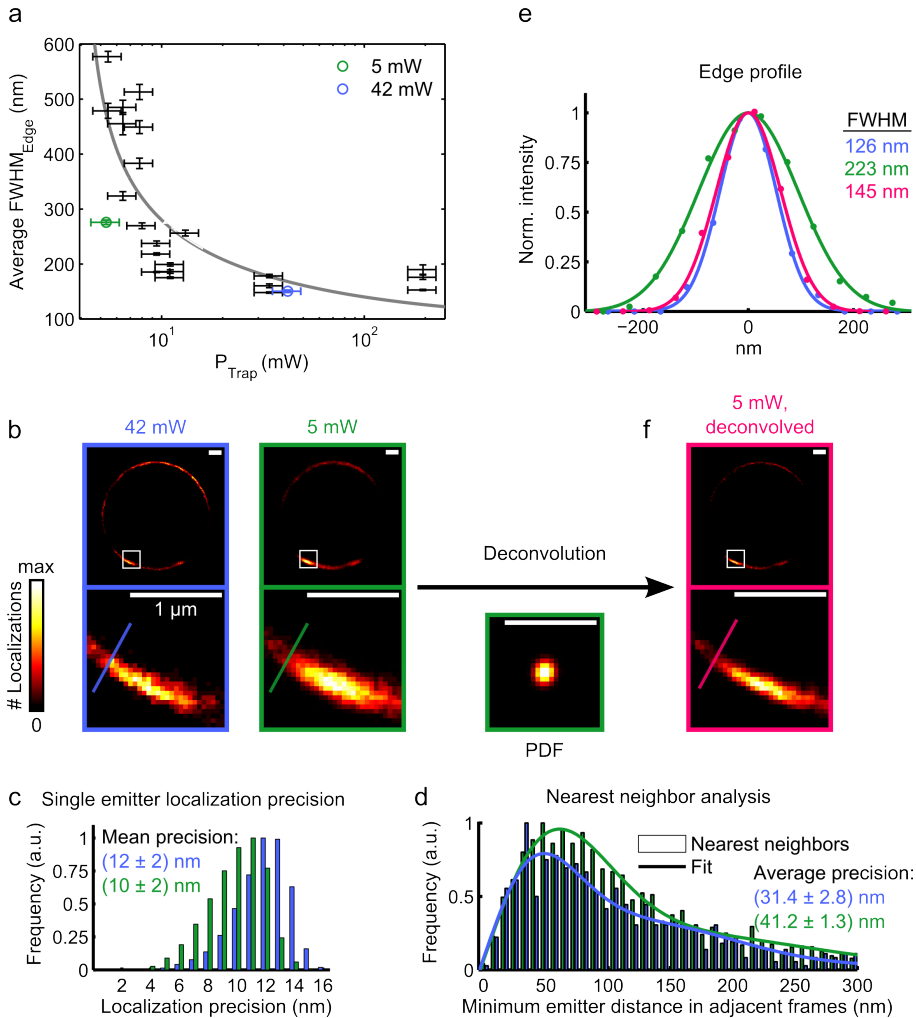 a
600
500
400
300
200
100
Average FWHM_Edge (nm)
5 mW
42 mW
10^1
10^2
P_Trap (mW)
e
Edge profile
FWHM
126 nm
223 nm
145 nm
1
0.75
0.5
0.25
0
Norm. intensity
−200
0
200
nm
b
42 mW
5 mW
max
# Localizations
0
1 µm
Deconvolution
PDF
f
5 mW,
deconvolved
c
Single emitter localization precision
Mean precision:
(12 ± 2) nm
(10 ± 2) nm
1
0.75
0.5
0.25
0
Frequency (a.u.)
2 4 6 8 10 12 14 16
Localization precision (nm)
d
Nearest neighbor analysis
Nearest neighbors
Fit
Average precision:
(31.4 ± 2.8) nm
(41.2 ± 1.3) nm
1
0.5
0
Frequency (a.u.)
0 50 100 150 200 250 300
Minimum emitter distance in adjacent frames (nm)